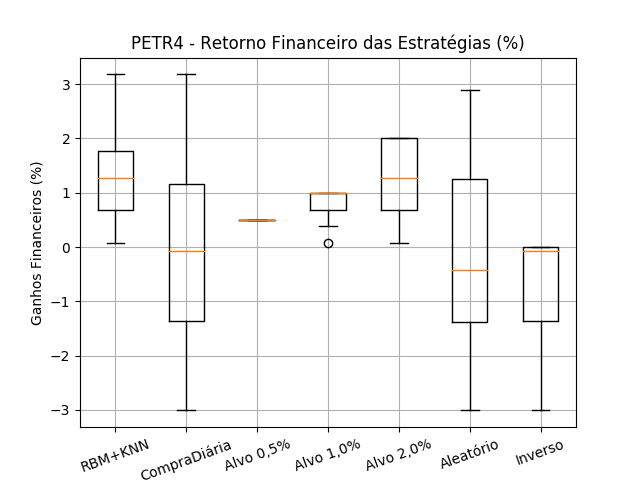 PETR4 - Retorno Financeiro das Estratégias (%)
Ganhos Financeiros (%)
3
2
1
0
−1
−2
−3
RBM+KNN
CompraDiária
Alvo 0,5%
Alvo 1,0%
Alvo 2,0%
Aleatório
Inverso